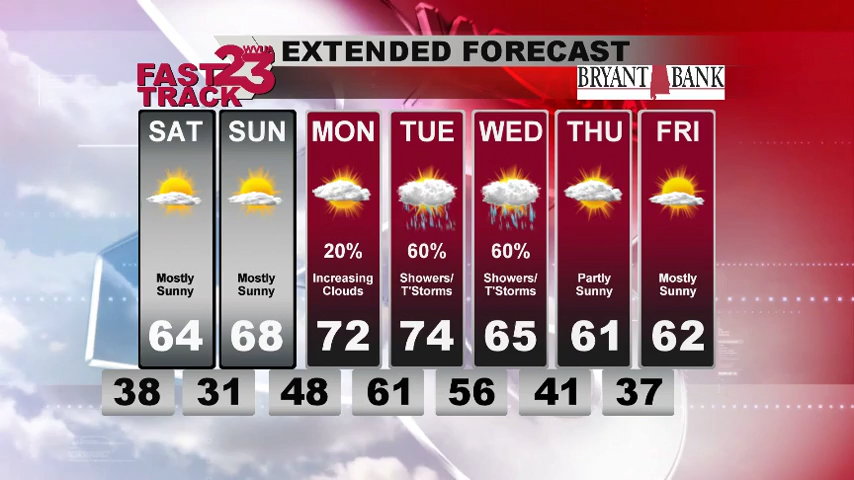 WVUA
23
FAST
TRACK
EXTENDED FORECAST
BRYANT BANK
SAT SUN MON TUE WED THU FRI
20% 60% 60%
Mostly Sunny
Mostly Sunny
Increasing Clouds
Showers/ T'Storms
Showers/ T'Storms
Partly Sunny
Mostly Sunny
64 68 72 74 65 61 62
38 31 48 61 56 41 37